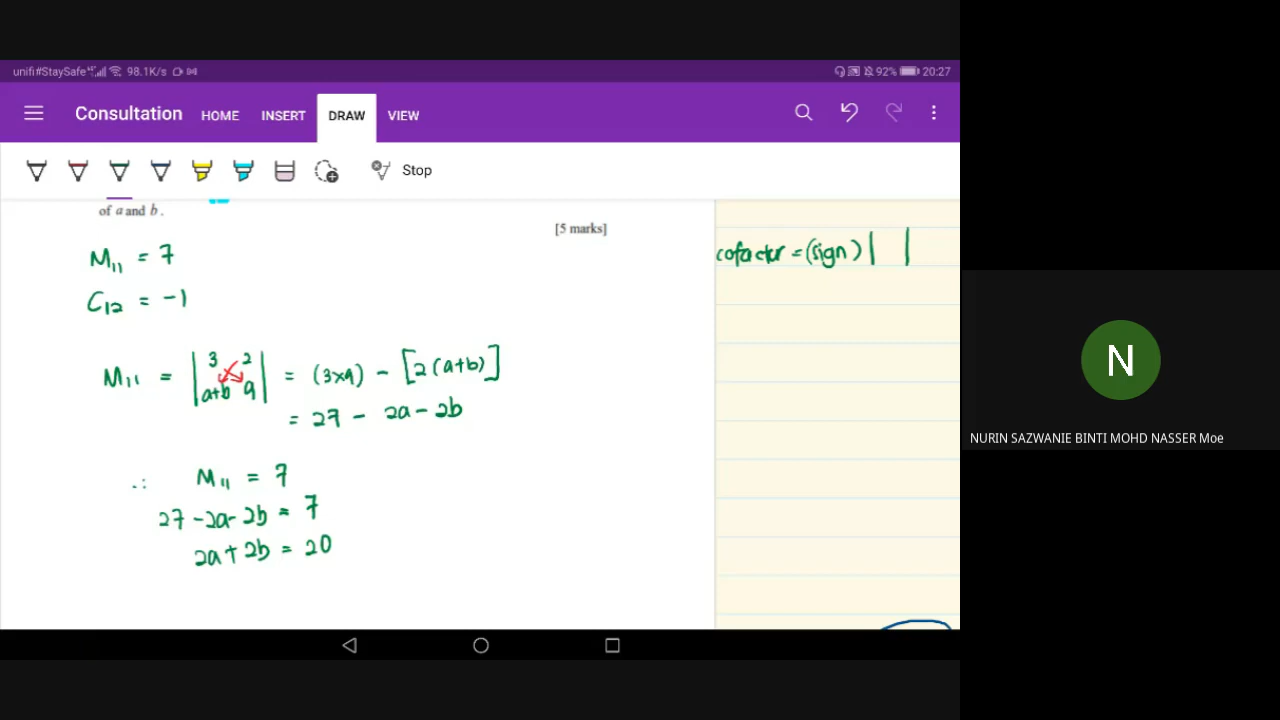 unifi#StaySafe 98.1K/s 92% 20:27
Consultation HOME INSERT DRAW VIEW
Stop
of a and b .
[5 marks]
M11 = 7
C12 = -1
M11 = | 3 2 | = (3x9) - [2(a+b)]
| a+b 9 |
= 27 - 2a - 2b
∴ M11 = 7
27 - 2a - 2b = 7
2a + 2b = 20
cofactor = (sign) | |
N
NURIN SAZWANIE BINTI MOHD NASSER Moe